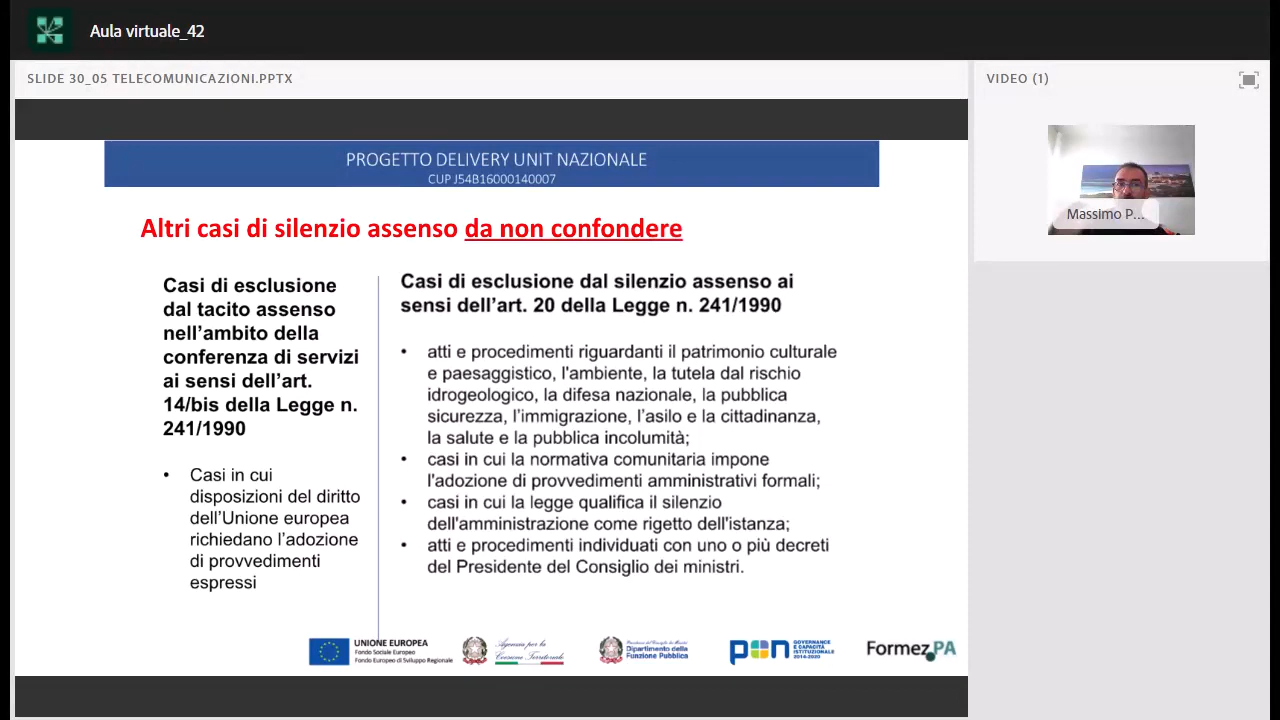 Aula virtuale_42
SLIDE 30_05 TELECOMUNICAZIONI.PPTX
VIDEO (1)
Massimo P...
PROGETTO DELIVERY UNIT NAZIONALE
CUP J54B16000140007
Altri casi di silenzio assenso da non confondere
Casi di esclusione
dal tacito assenso
nell’ambito della
conferenza di servizi
ai sensi dell’art.
14/bis della Legge n.
241/1990
• Casi in cui
disposizioni del diritto
dell’Unione europea
richiedano l’adozione
di provvedimenti
espressi
Casi di esclusione dal silenzio assenso ai
sensi dell’art. 20 della Legge n. 241/1990
• atti e procedimenti riguardanti il patrimonio culturale
e paesaggistico, l'ambiente, la tutela dal rischio
idrogeologico, la difesa nazionale, la pubblica
sicurezza, l’immigrazione, l’asilo e la cittadinanza,
la salute e la pubblica incolumità;
• casi in cui la normativa comunitaria impone
l'adozione di provvedimenti amministrativi formali;
• casi in cui la legge qualifica il silenzio
dell'amministrazione come rigetto dell'istanza;
• atti e procedimenti individuati con uno o più decreti
del Presidente del Consiglio dei ministri.
UNIONE EUROPEA
Fondo Sociale Europeo
Fondo Europeo di Sviluppo Regionale
Agenzia per la
Coesione Territoriale
Presidenza del Consiglio dei Ministri
Dipartimento della
Funzione Pubblica
pon
GOVERNANCE
E CAPACITÀ
ISTITUZIONALE
2014-2020
Formez PA